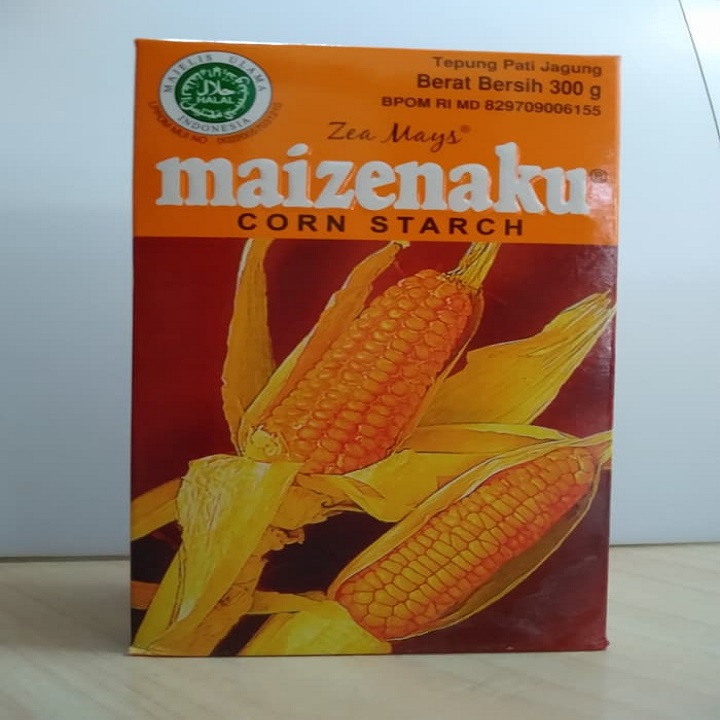 MAJELIS ULAMA
حلال
HALAL
INDONESIA
Tepung Pati Jagung
Berat Bersih 300 g
BPOM RI MD 829709006155
Zea Mays®
maizenaku®
CORN STARCH